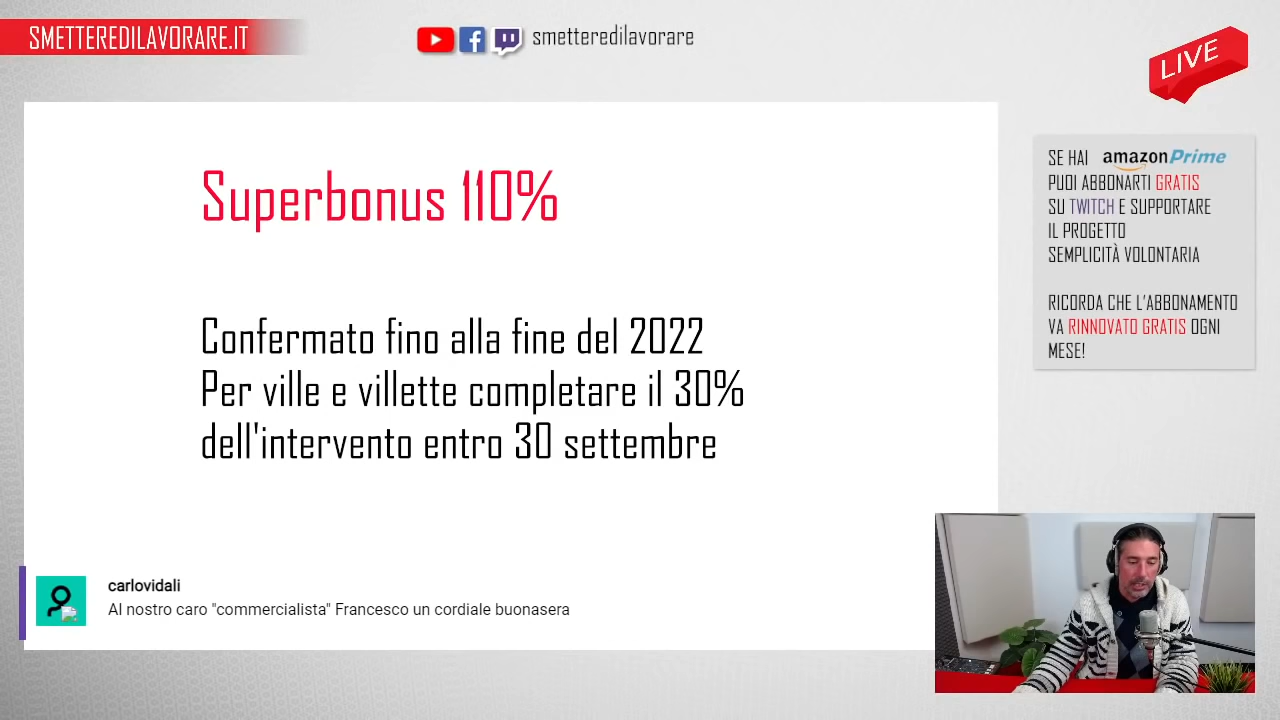 SMETTEREDILAVORARE.IT
smetteredilavorare
LIVE
SE HAI amazonPrime
PUOI ABBONARTI GRATIS
SU TWITCH E SUPPORTARE
IL PROGETTO
SEMPLICITÀ VOLONTARIA
RICORDA CHE L'ABBONAMENTO
VA RINNOVATO GRATIS OGNI
MESE!
Superbonus 110%
Confermato fino alla fine del 2022
Per ville e villette completare il 30%
dell'intervento entro 30 settembre
carlovidali
Al nostro caro "commercialista" Francesco un cordiale buonasera